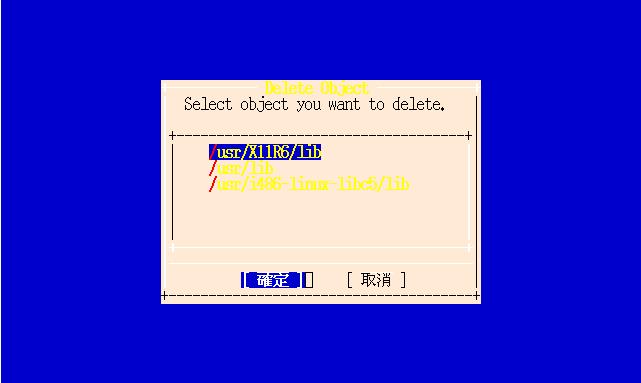 Delete Object
Select object you want to delete.
/usr/X11R6/lib
/usr/lib
/usr/i486-linux-libc5/lib
[ 確定 ] [ 取消 ]